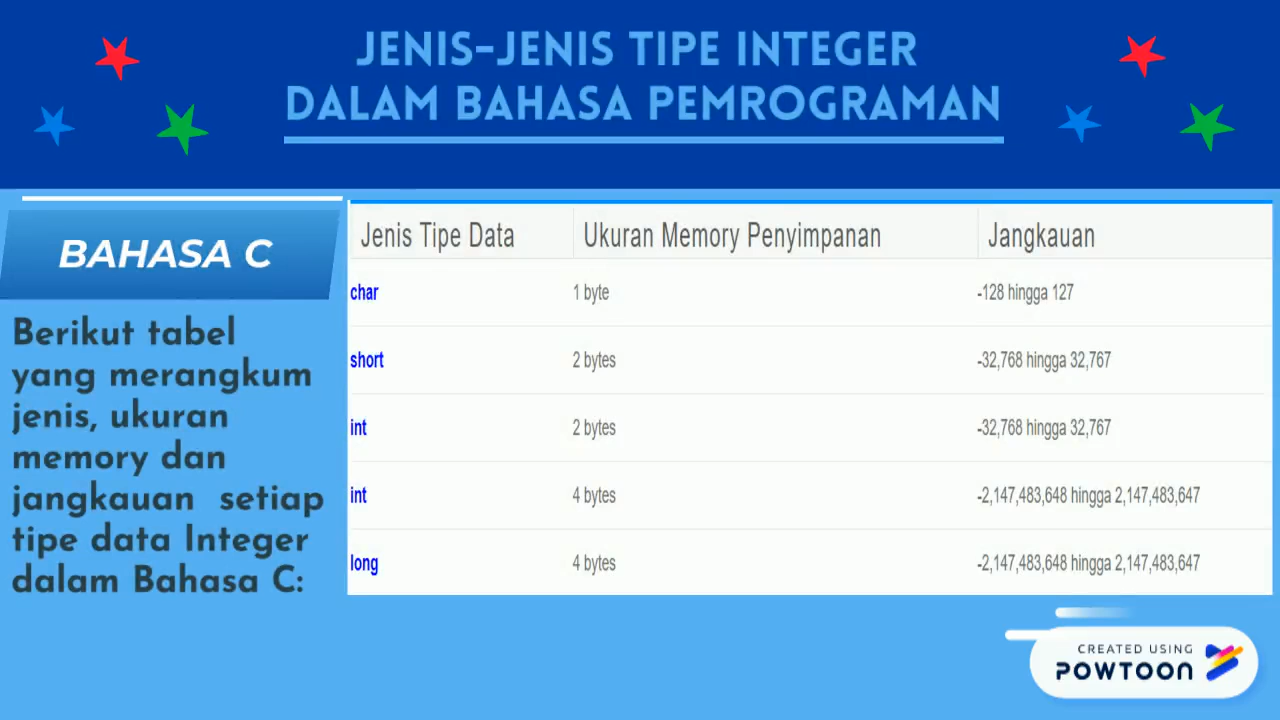 JENIS-JENIS TIPE INTEGER
DALAM BAHASA PEMROGRAMAN
BAHASA C
Berikut tabel
yang merangkum
jenis, ukuran
memory dan
jangkauan setiap
tipe data Integer
dalam Bahasa C:
Jenis Tipe Data Ukuran Memory Penyimpanan Jangkauan
char 1 byte -128 hingga 127
short 2 bytes -32,768 hingga 32,767
int 2 bytes -32,768 hingga 32,767
int 4 bytes -2,147,483,648 hingga 2,147,483,647
long 4 bytes -2,147,483,648 hingga 2,147,483,647
CREATED USING
POWTOON